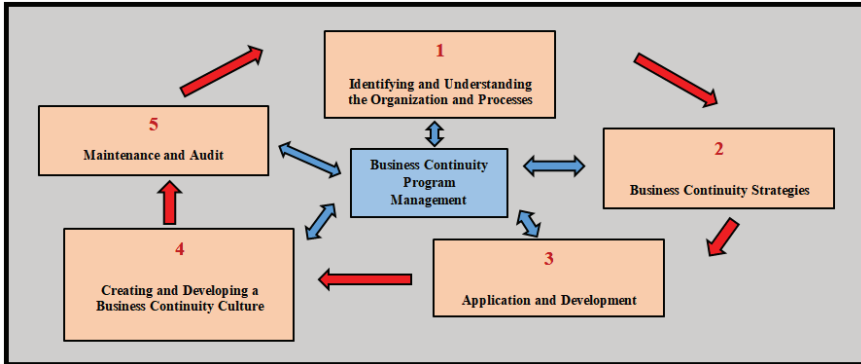 1
Identifying and Understanding
the Organization and Processes
2
Business Continuity Strategies
3
Application and Development
4
Creating and Developing a
Business Continuity Culture
5
Maintenance and Audit
Business Continuity
Program
Management